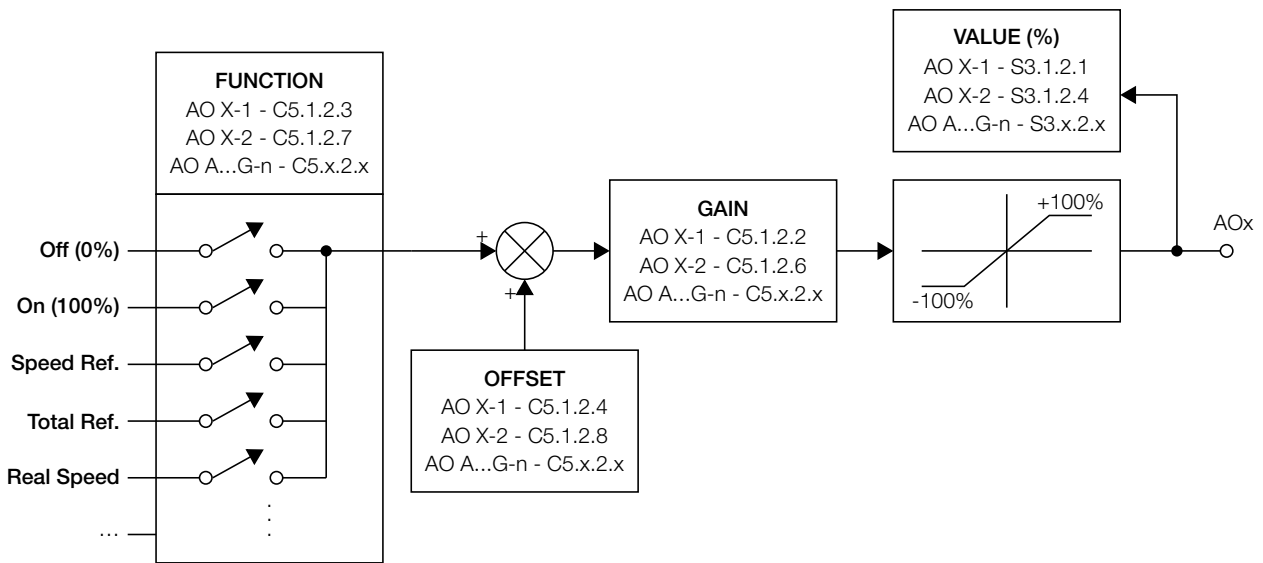 FUNCTION
AO X-1 - C5.1.2.3
AO X-2 - C5.1.2.7
AO A...G-n - C5.x.2.x
Off (0%)
On (100%)
Speed Ref.
Total Ref.
Real Speed
...
+
+
OFFSET
AO X-1 - C5.1.2.4
AO X-2 - C5.1.2.8
AO A...G-n - C5.x.2.x
GAIN
AO X-1 - C5.1.2.2
AO X-2 - C5.1.2.6
AO A...G-n - C5.x.2.x
+100%
-100%
VALUE (%)
AO X-1 - S3.1.2.1
AO X-2 - S3.1.2.4
AO A...G-n - S3.x.2.x
AOx